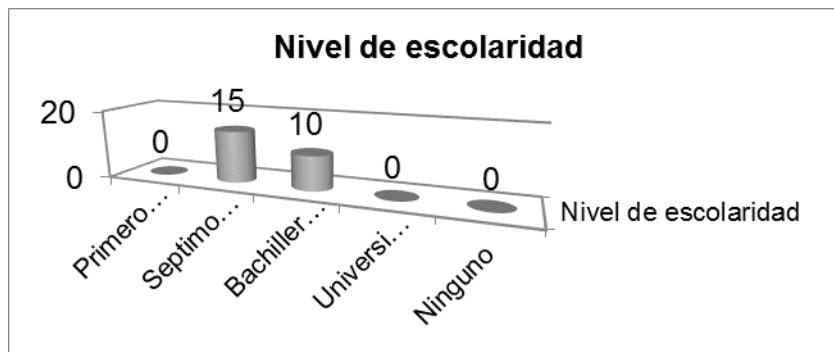 Nivel de escolaridad
20
0
0
15
10
0
0
Primero…
Septimo…
Bachiller…
Universi…
Ninguno
Nivel de escolaridad